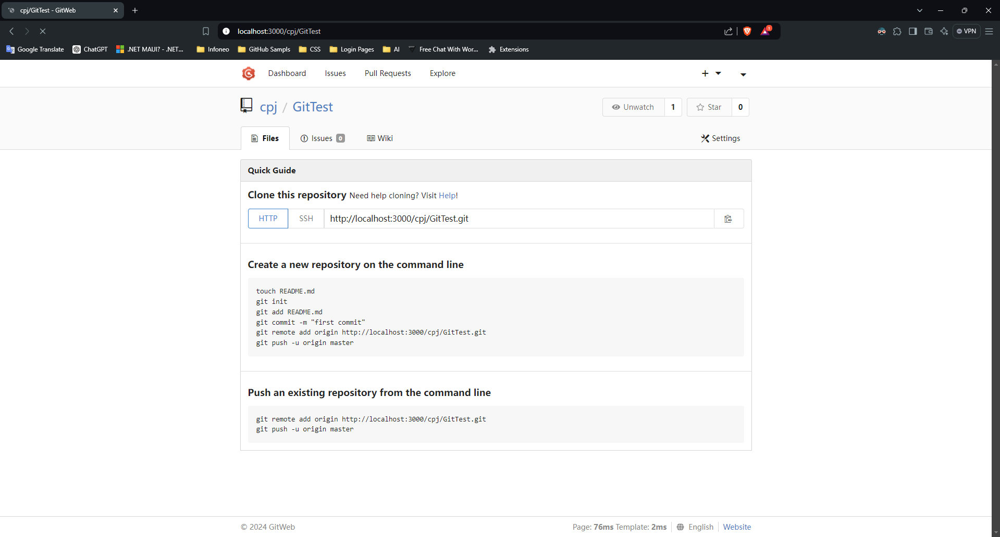 cpj/GitTest - GitWeb
localhost:3000/cpj/GitTest
1
VPN
Google Translate ChatGPT .NET MAUI? - .NET... Infoneo GitHub Sampls CSS Login Pages AI Free Chat With Wor... Extensions
Dashboard Issues Pull Requests Explore
cpj / GitTest
Unwatch 1 Star 0
Files Issues 0 Wiki Settings
Quick Guide
Clone this repository Need help cloning? Visit Help!
HTTP SSH http://localhost:3000/cpj/GitTest.git
Create a new repository on the command line
touch README.md
git init
git add README.md
git commit -m "first commit"
git remote add origin http://localhost:3000/cpj/GitTest.git
git push -u origin master
Push an existing repository from the command line
git remote add origin http://localhost:3000/cpj/GitTest.git
git push -u origin master
© 2024 GitWeb
Page: 76ms Template: 2ms English Website